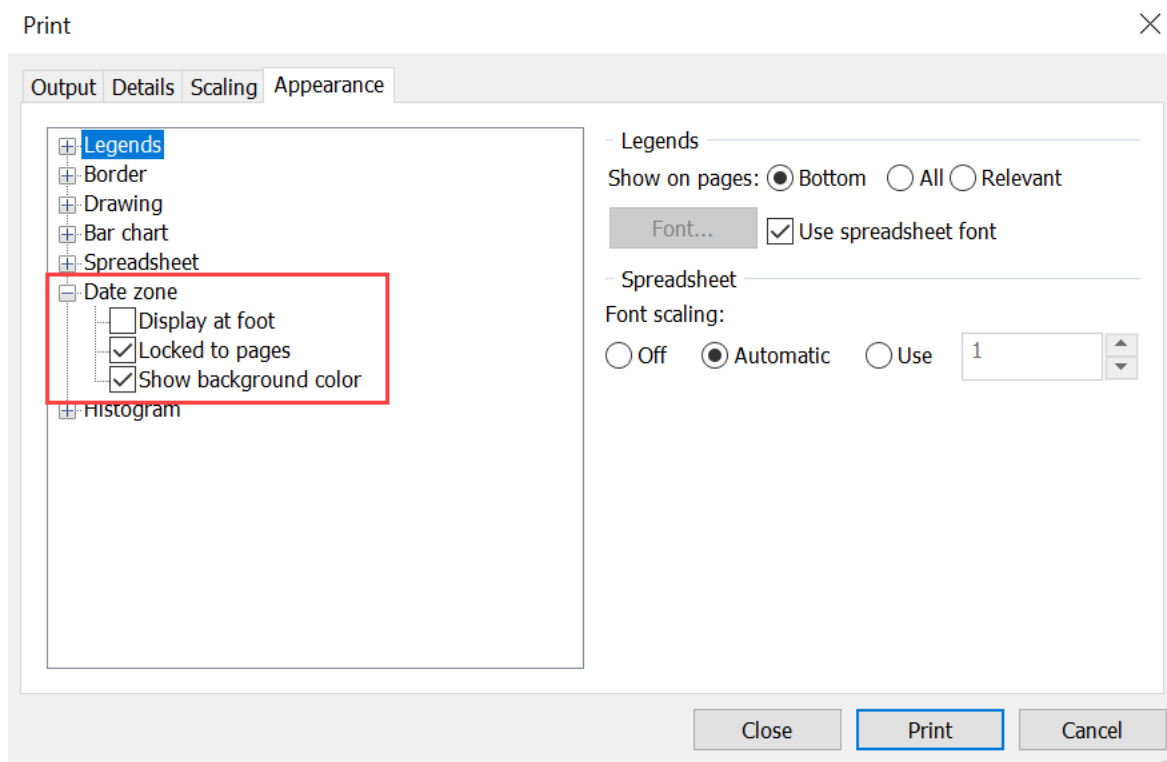 Print
Output Details Scaling Appearance
Legends
Border
Drawing
Bar chart
Spreadsheet
Date zone
Display at foot
Locked to pages
Show background color
Histogram
Legends
Show on pages: Bottom All Relevant
Font... Use spreadsheet font
Spreadsheet
Font scaling:
Off Automatic Use 1
Close Print Cancel